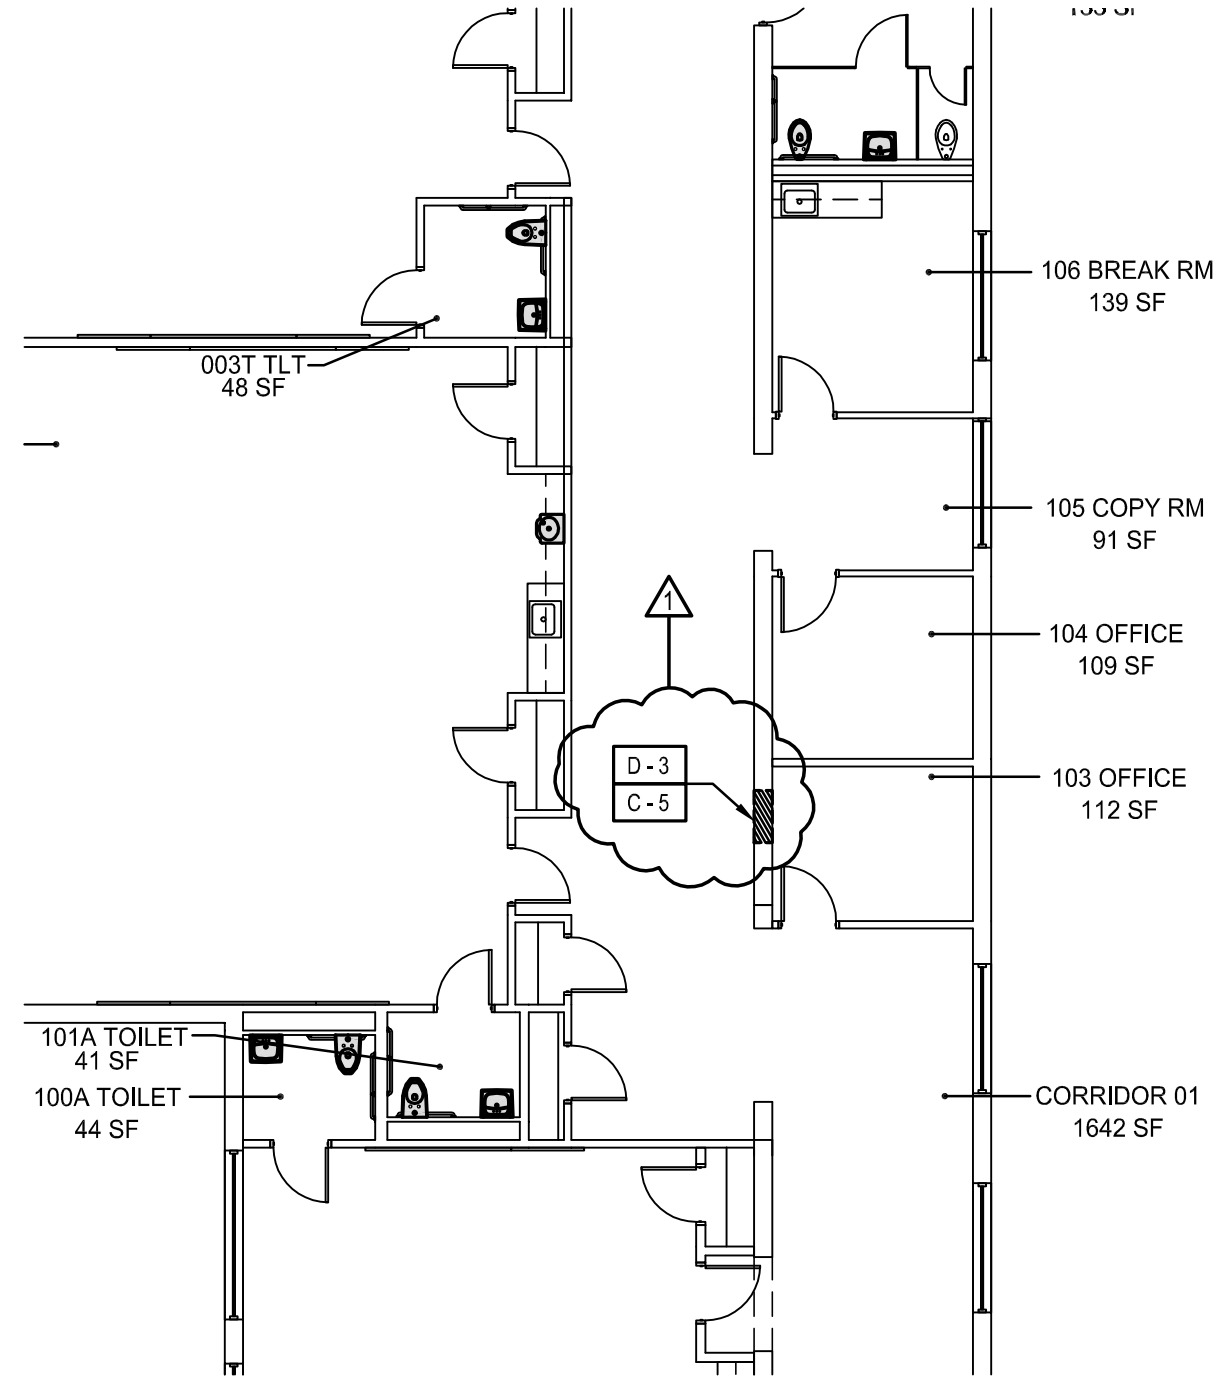 106 BREAK RM
139 SF
003T TLT
48 SF
105 COPY RM
91 SF
1
104 OFFICE
109 SF
D - 3
C - 5
103 OFFICE
112 SF
101A TOILET
41 SF
100A TOILET
44 SF
CORRIDOR 01
1642 SF